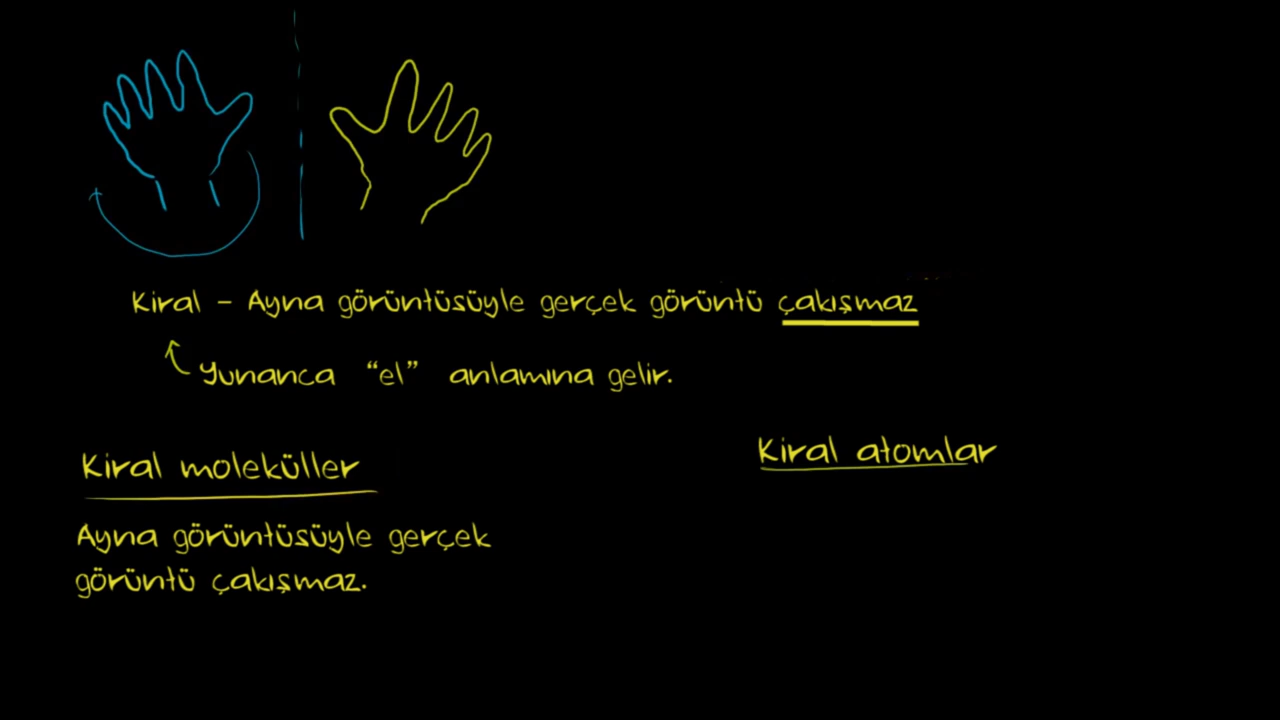 Kiral - Ayna görüntüsüyle gerçek görüntü çakışmaz
Yunanca "el" anlamına gelir.
Kiral moleküller
Ayna görüntüsüyle gerçek
görüntü çakışmaz.
Kiral atomlar